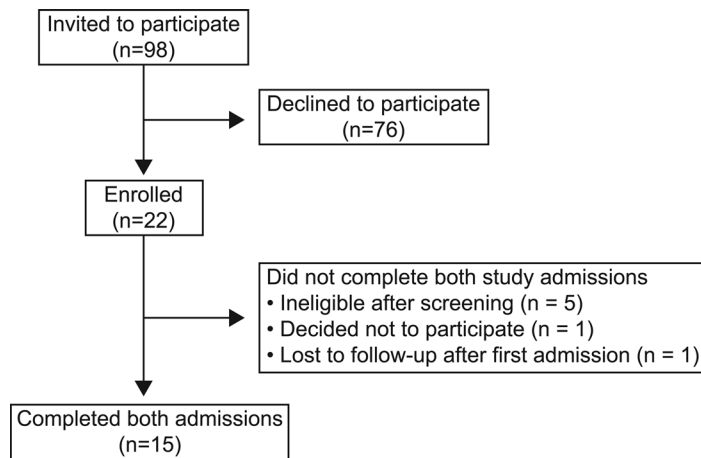 Invited to participate
(n=98)
Declined to participate
(n=76)
Enrolled
(n=22)
Did not complete both study admissions
• Ineligible after screening (n = 5)
• Decided not to participate (n = 1)
• Lost to follow-up after first admission (n = 1)
Completed both admissions
(n=15)